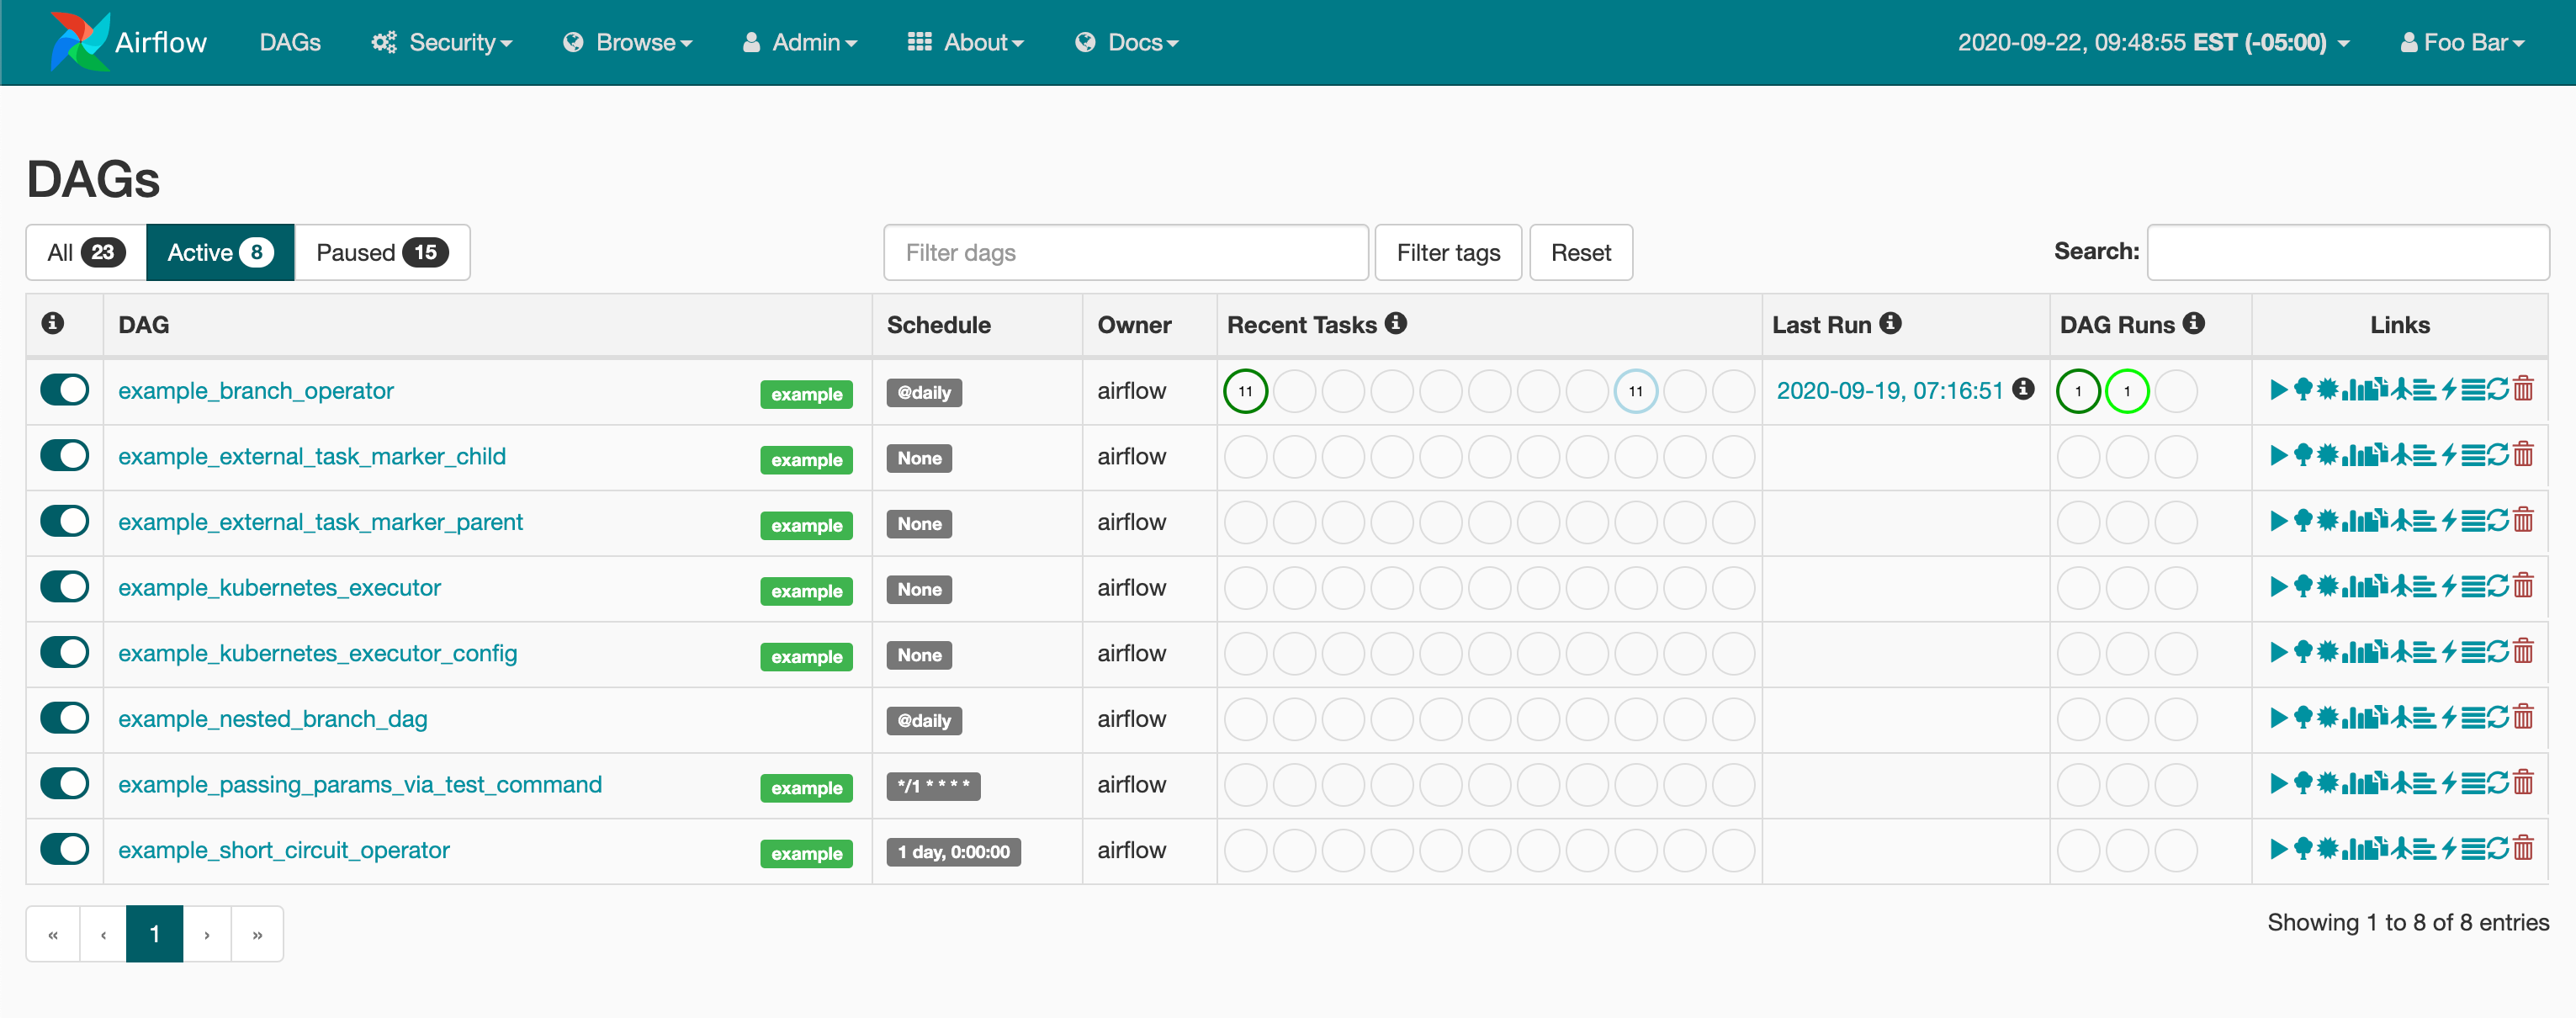 Airflow DAGs Security Browse Admin About Docs 2020-09-22, 09:48:55 EST (-05:00) Foo Bar
DAGs
All 23 Active 8 Paused 15 Filter dags Filter tags Reset Search:
DAG Schedule Owner Recent Tasks Last Run DAG Runs Links
example_branch_operator example @daily airflow 11 11 2020-09-19, 07:16:51 1 1
example_external_task_marker_child example None airflow
example_external_task_marker_parent example None airflow
example_kubernetes_executor example None airflow
example_kubernetes_executor_config example None airflow
example_nested_branch_dag @daily airflow
example_passing_params_via_test_command example */1 * * * * airflow
example_short_circuit_operator example 1 day, 0:00:00 airflow
« ‹ 1 › » Showing 1 to 8 of 8 entries